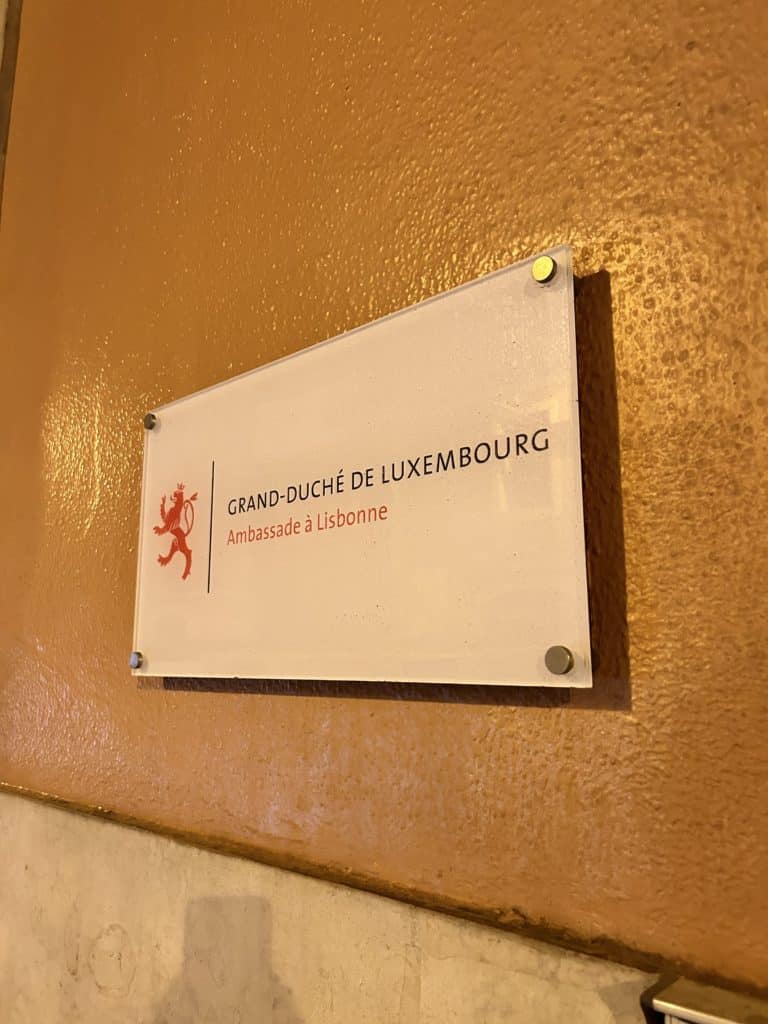 GRAND-DUCHÉ DE LUXEMBOURG
Ambassade à Lisbonne